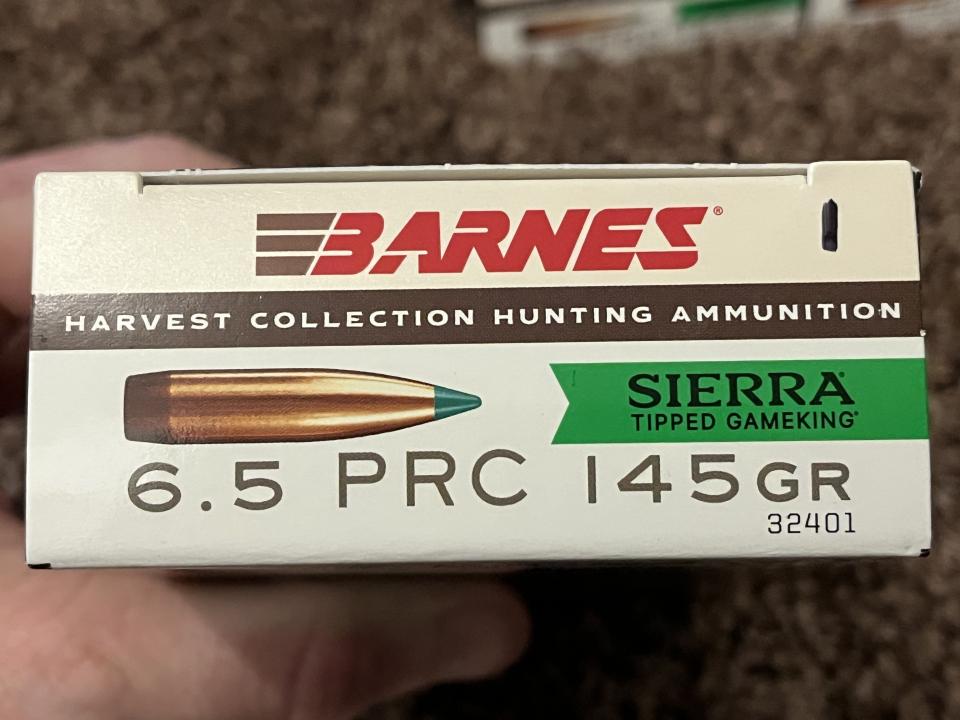 BARNES®
HARVEST COLLECTION HUNTING AMMUNITION
SIERRA®
TIPPED GAMEKING®
6.5 PRC 145GR
32401